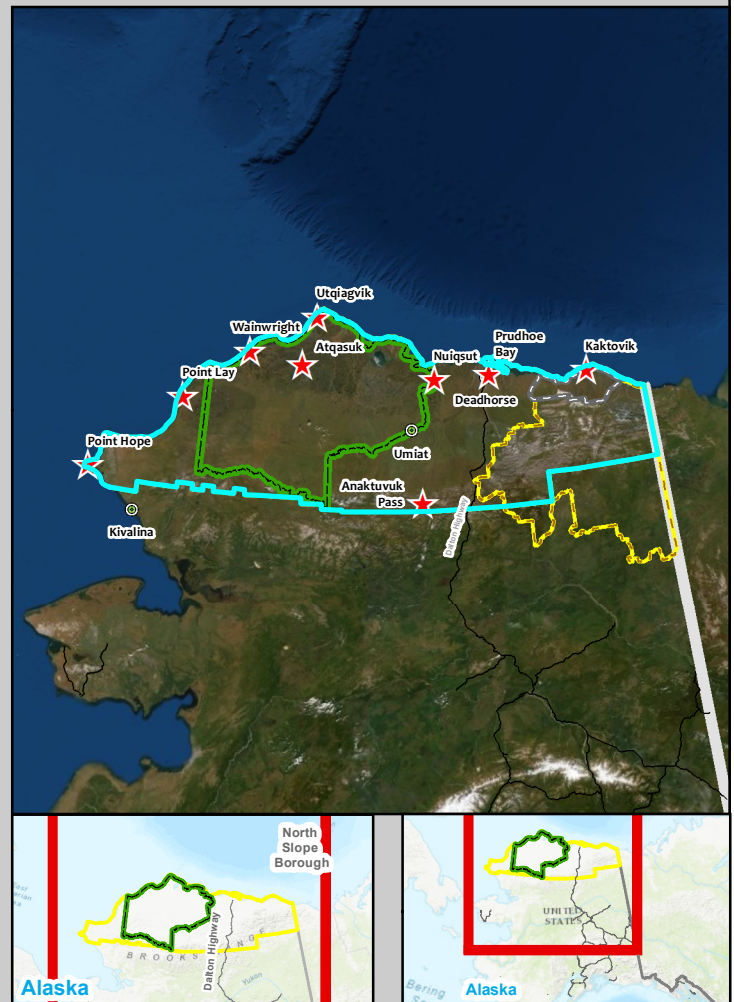 Utqiagvik
Wainwright
Atqasuk
Prudhoe
Bay
Kaktovik
Nuiqsut
Point Lay
Deadhorse
Point Hope
Umiat
Anaktuvuk
Pass
Kivalina
Dalton Highway
North
Slope
Borough
East
Dalton Highway
BROOKS
Yukon
Alaska
UNITED
STATES
Bering
Alaska